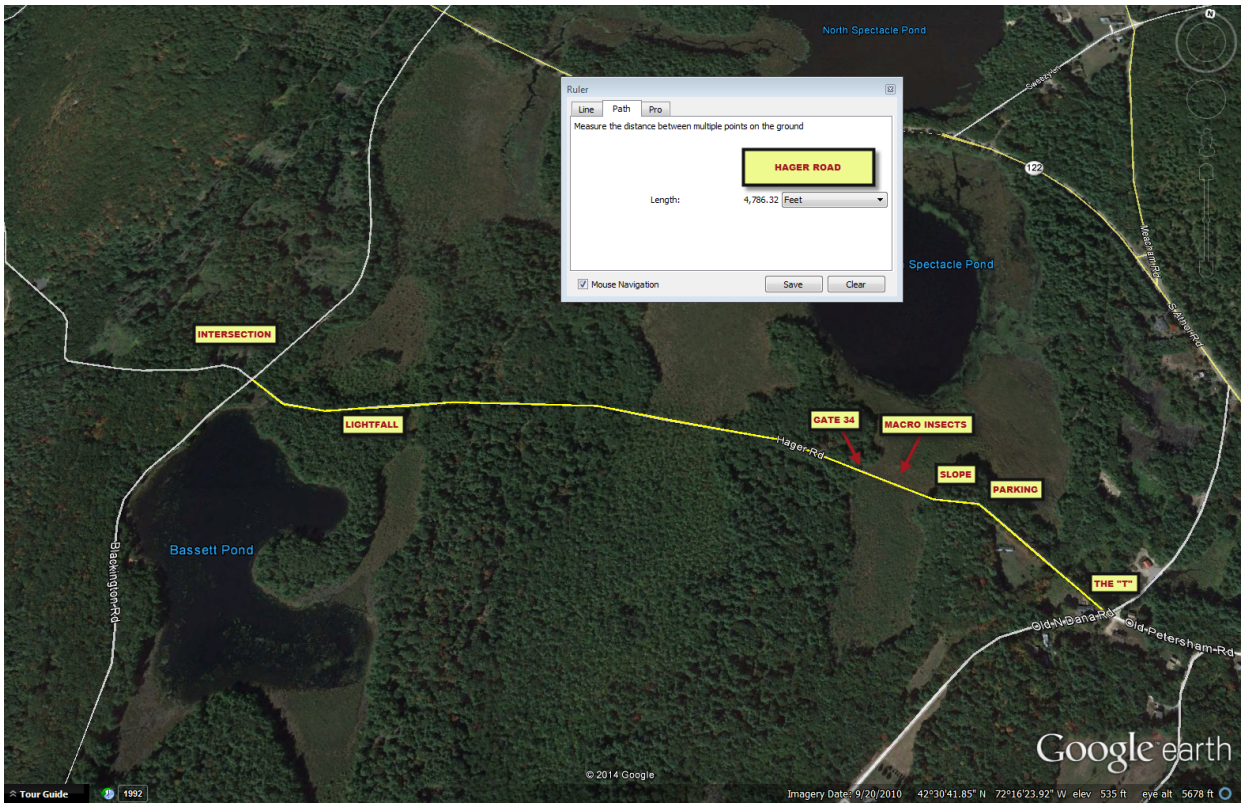 North Spectacle Pond
Sweezy Ln
Ruler
Line Path Pro
Measure the distance between multiple points on the ground
HAGER ROAD
Length: 4,786.32 Feet
Mouse Navigation Save Clear
122
Meacham Rd
Spectacle Pond
S Athol Rd
INTERSECTION
LIGHTFALL
GATE 34
MACRO INSECTS
Hager Rd
SLOPE
PARKING
Bassett Pond
Blackington Rd
THE "T"
Old N Dana Rd
Old Petersham Rd
Google earth
© 2014 Google
Tour Guide
1992
Imagery Date: 9/20/2010 42°30'41.85" N 72°16'23.92" W elev 535 ft eye alt 5678 ft
N